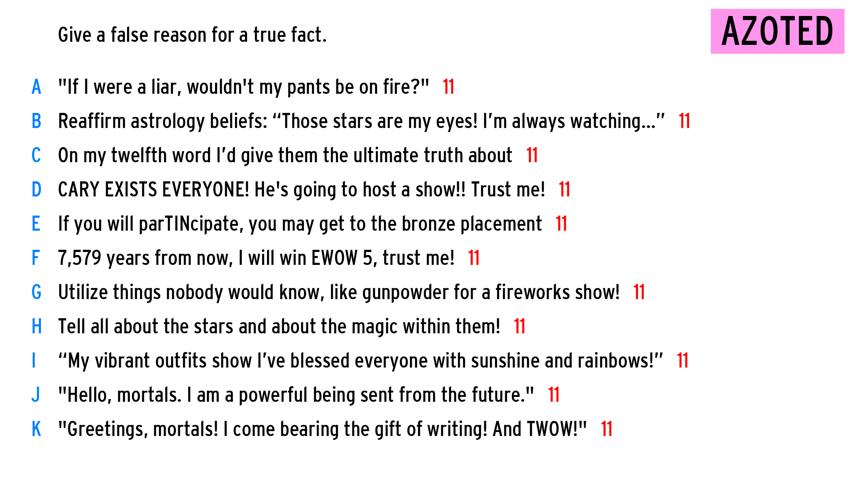 Give a false reason for a true fact.
AZOTED
A "If I were a liar, wouldn't my pants be on fire?" 11
B Reaffirm astrology beliefs: “Those stars are my eyes! I’m always watching...” 11
C On my twelfth word I’d give them the ultimate truth about 11
D CARY EXISTS EVERYONE! He's going to host a show!! Trust me! 11
E If you will parTINcipate, you may get to the bronze placement 11
F 7,579 years from now, I will win EWOW 5, trust me! 11
G Utilize things nobody would know, like gunpowder for a fireworks show! 11
H Tell all about the stars and about the magic within them! 11
I “My vibrant outfits show I’ve blessed everyone with sunshine and rainbows!” 11
J "Hello, mortals. I am a powerful being sent from the future." 11
K "Greetings, mortals! I come bearing the gift of writing! And TWOW!" 11